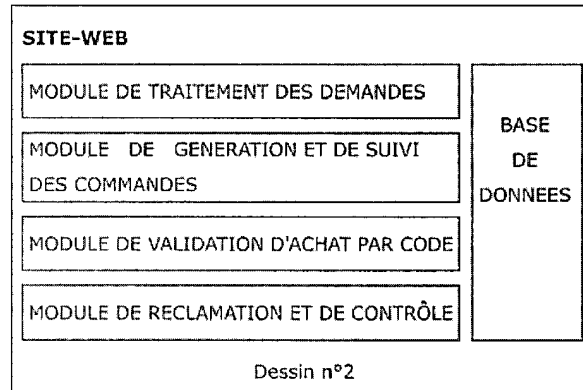 SITE-WEB
MODULE DE TRAITEMENT DES DEMANDES
MODULE DE GENERATION ET DE SUIVI
DES COMMANDES
MODULE DE VALIDATION D'ACHAT PAR CODE
MODULE DE RECLAMATION ET DE CONTRÔLE
BASE
DE
DONNEES
Dessin n°2